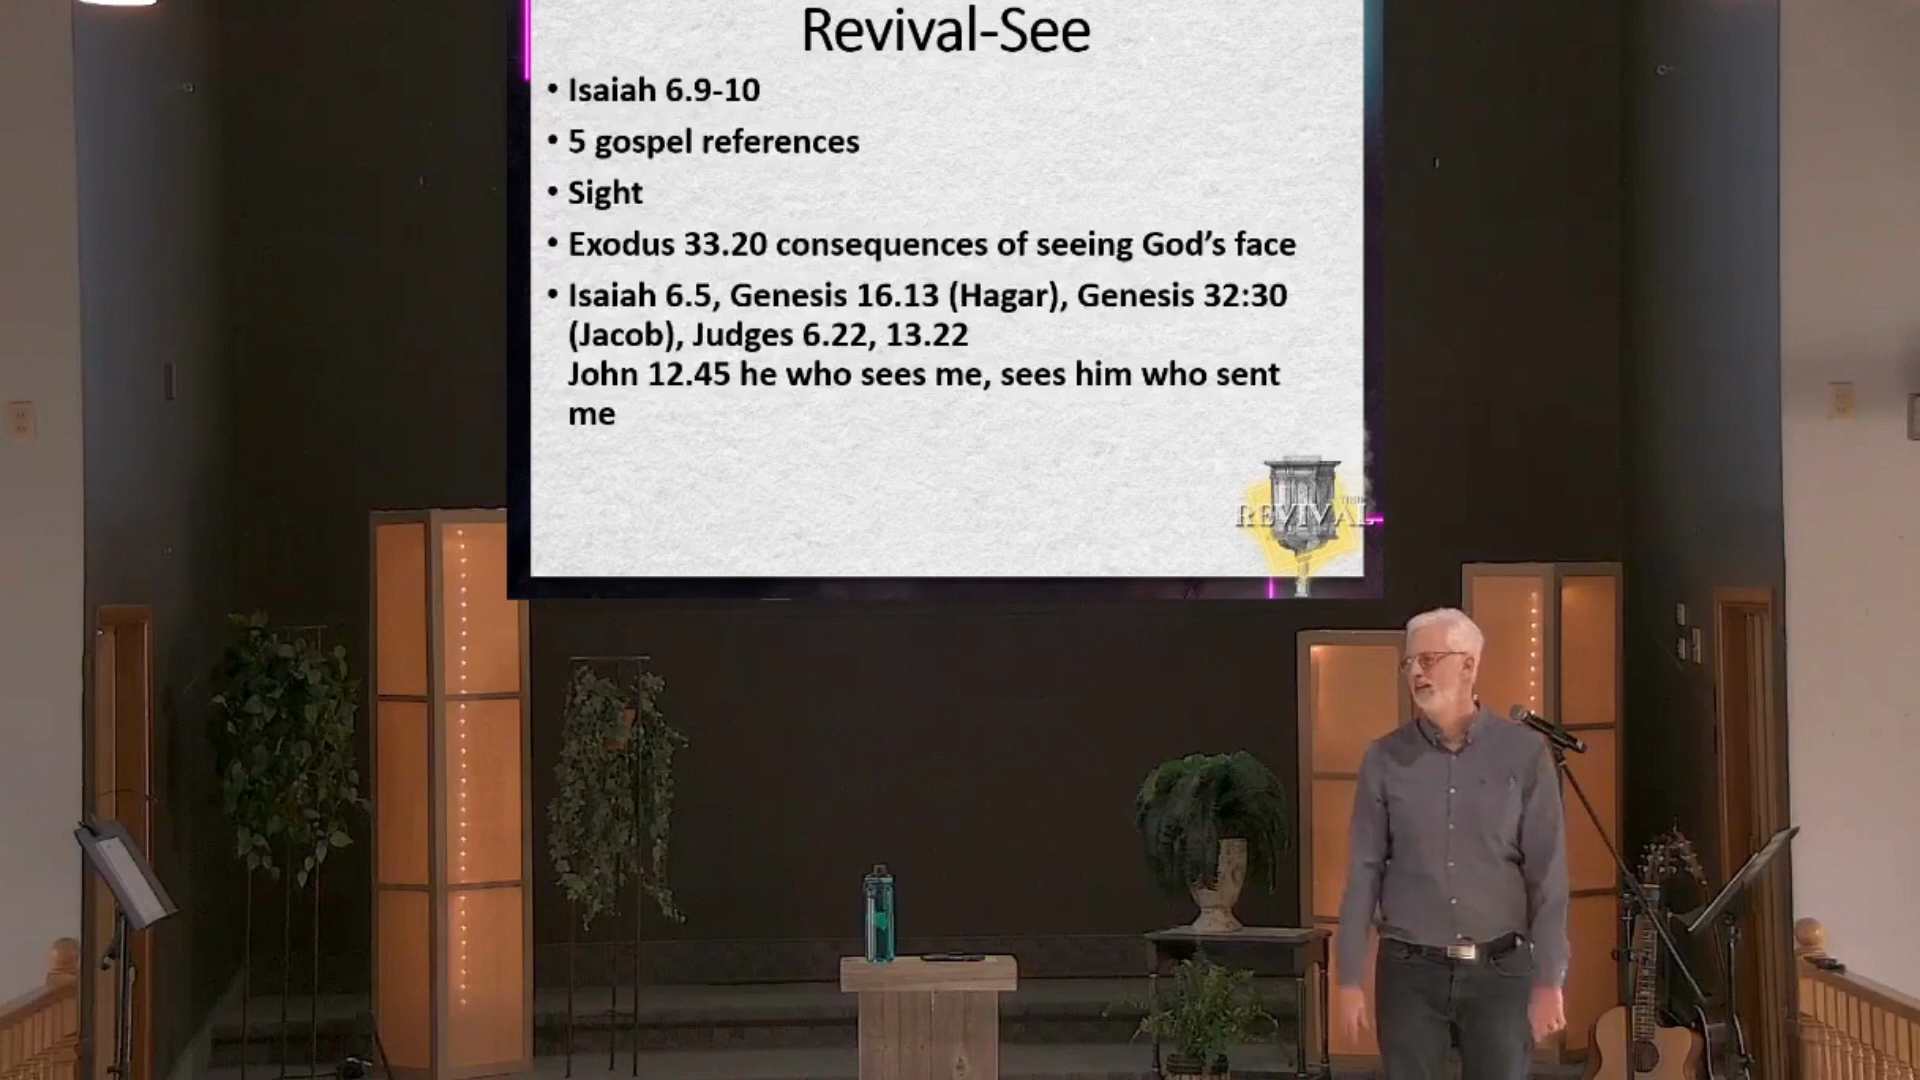 Revival-See
• Isaiah 6.9-10
• 5 gospel references
• Sight
• Exodus 33.20 consequences of seeing God’s face
• Isaiah 6.5, Genesis 16.13 (Hagar), Genesis 32:30
(Jacob), Judges 6.22, 13.22
John 12.45 he who sees me, sees him who sent
me
REVIVAL